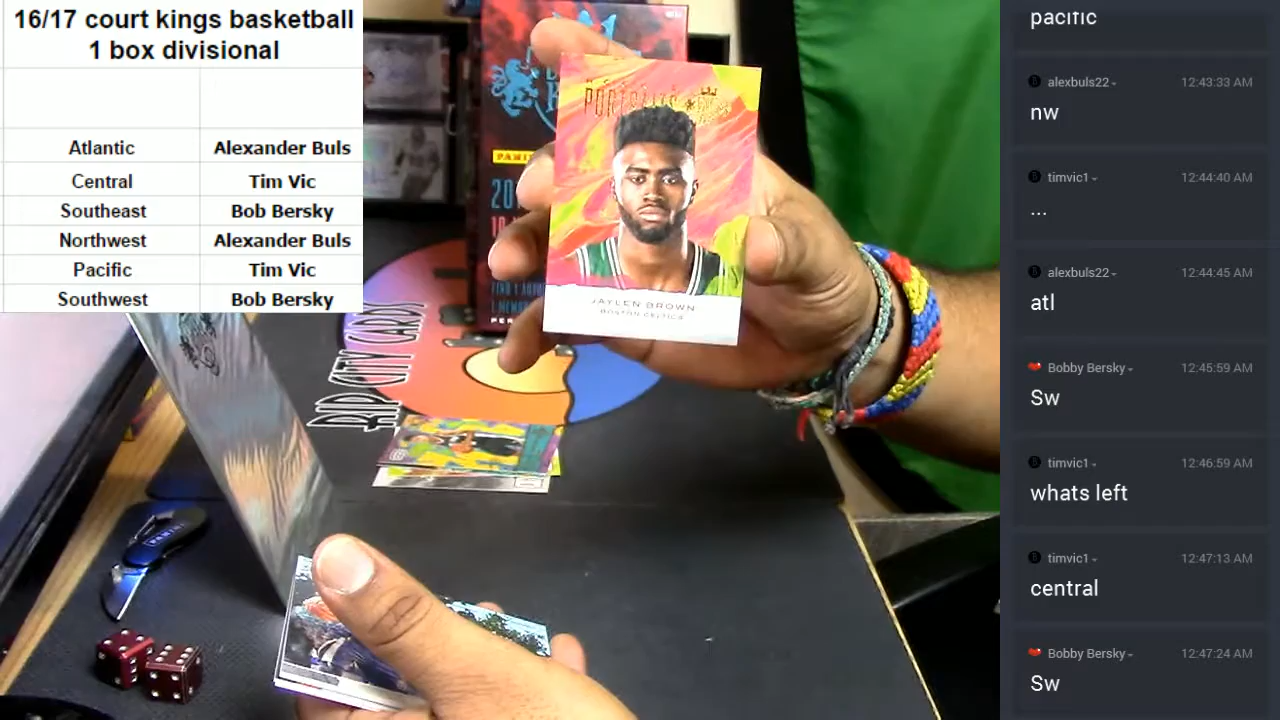 16/17 court kings basketball
1 box divisional
Atlantic Alexander Buls
Central Tim Vic
Southeast Bob Bersky
Northwest Alexander Buls
Pacific Tim Vic
Southwest Bob Bersky
PORTRAITS
JAYLEN BROWN
BOSTON CELTICS
PANINI
RIP CITY CARDS
PANINI
pacific
alexbuls22 12:43:33 AM
nw
timvic1 12:44:40 AM
...
alexbuls22 12:44:45 AM
atl
Bobby Bersky 12:45:59 AM
Sw
timvic1 12:46:59 AM
whats left
timvic1 12:47:13 AM
central
Bobby Bersky 12:47:24 AM
Sw